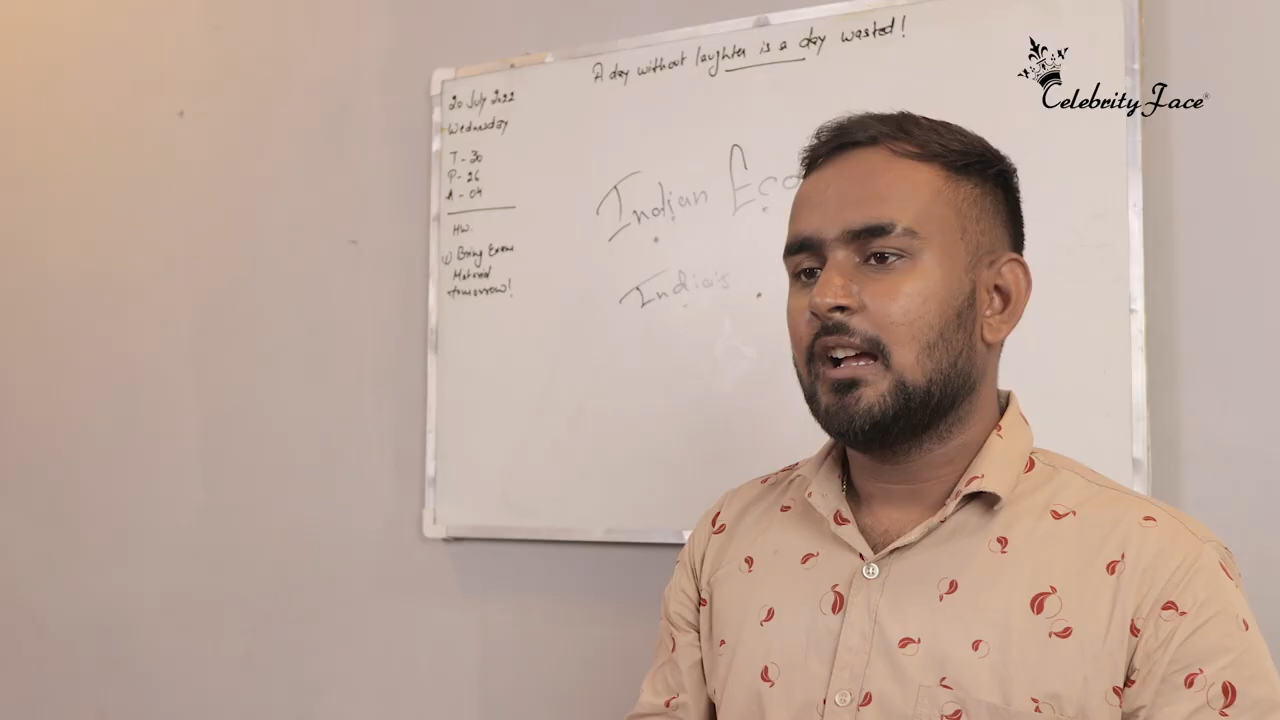 A day without laughter is a day wasted!
20 July 2022
Wednesday
T - 30
P - 26
A - 04
HW.
1) Bring Exam
Material
tomorrow!
Indian Eco
India's
Celebrity Face®